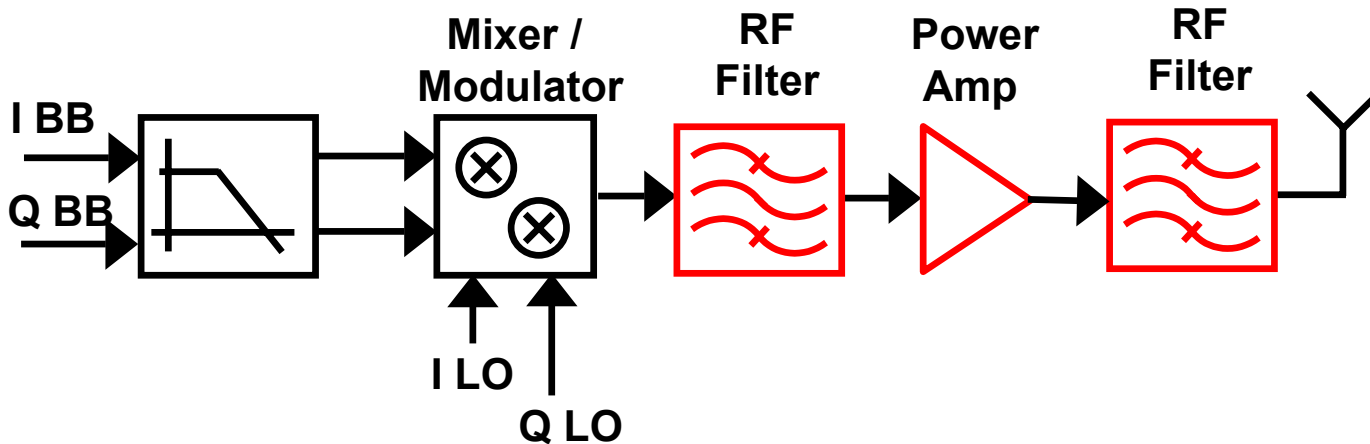 Mixer /
Modulator
RF
Filter
Power
Amp
RF
Filter
I BB
Q BB
I LO
Q LO